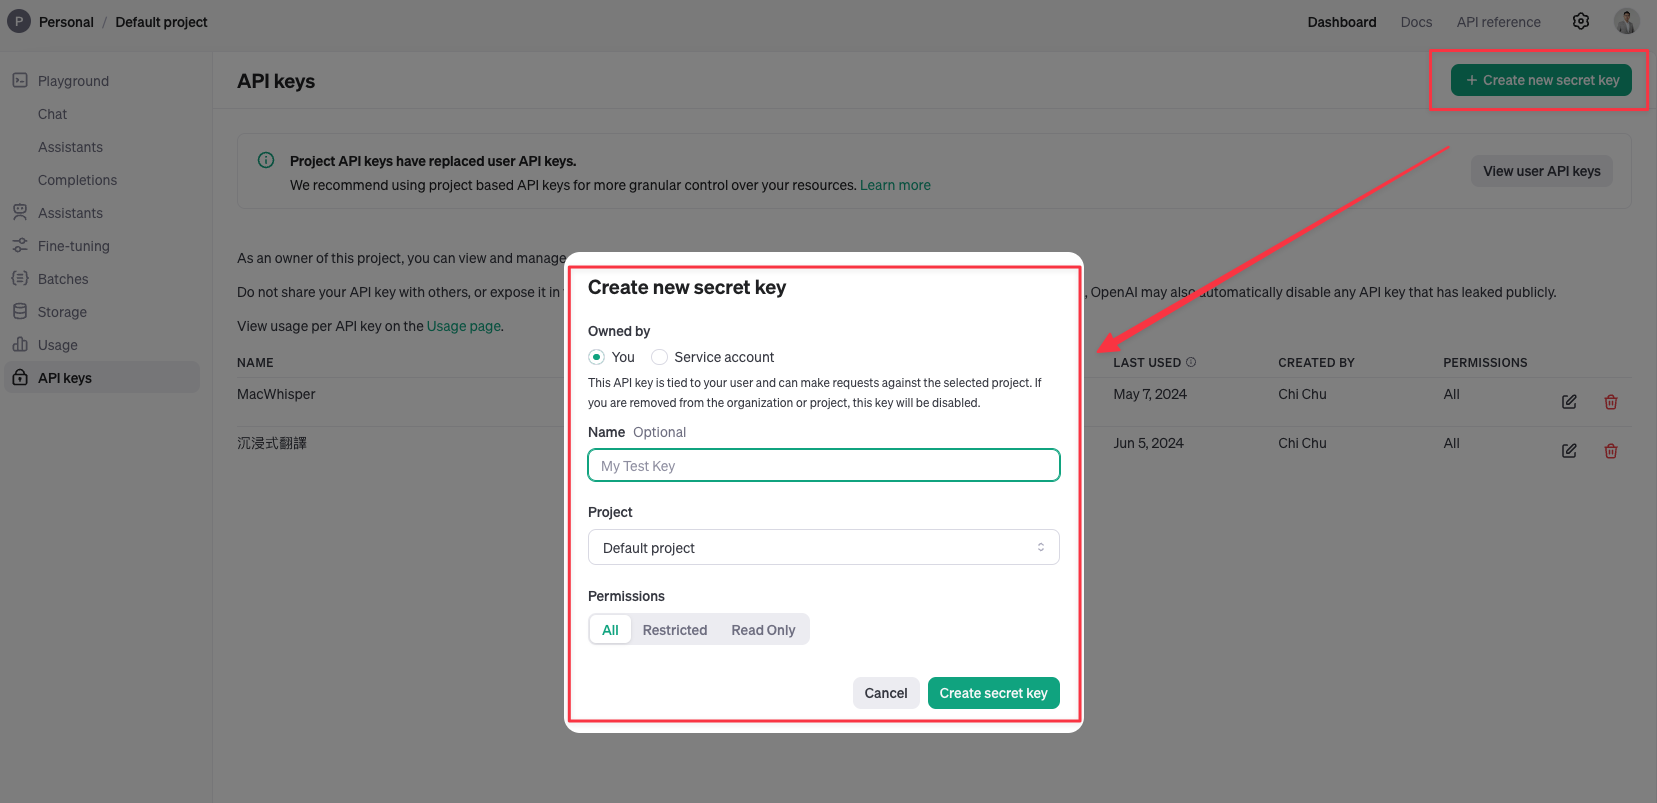 P Personal / Default project
Dashboard Docs API reference
Playground
Chat
Assistants
Completions
Assistants
Fine-tuning
Batches
Storage
Usage
API keys
API keys
+ Create new secret key
Project API keys have replaced user API keys.
We recommend using project based API keys for more granular control over your resources. Learn more
View user API keys
As an owner of this project, you can view and manage
Do not share your API key with others, or expose it in
, OpenAI may also automatically disable any API key that has leaked publicly.
View usage per API key on the Usage page.
NAME LAST USED CREATED BY PERMISSIONS
MacWhisper May 7, 2024 Chi Chu All
沉浸式翻譯 Jun 5, 2024 Chi Chu All
Create new secret key
Owned by
You Service account
This API key is tied to your user and can make requests against the selected project. If
you are removed from the organization or project, this key will be disabled.
Name Optional
My Test Key
Project
Default project
Permissions
All Restricted Read Only
Cancel Create secret key